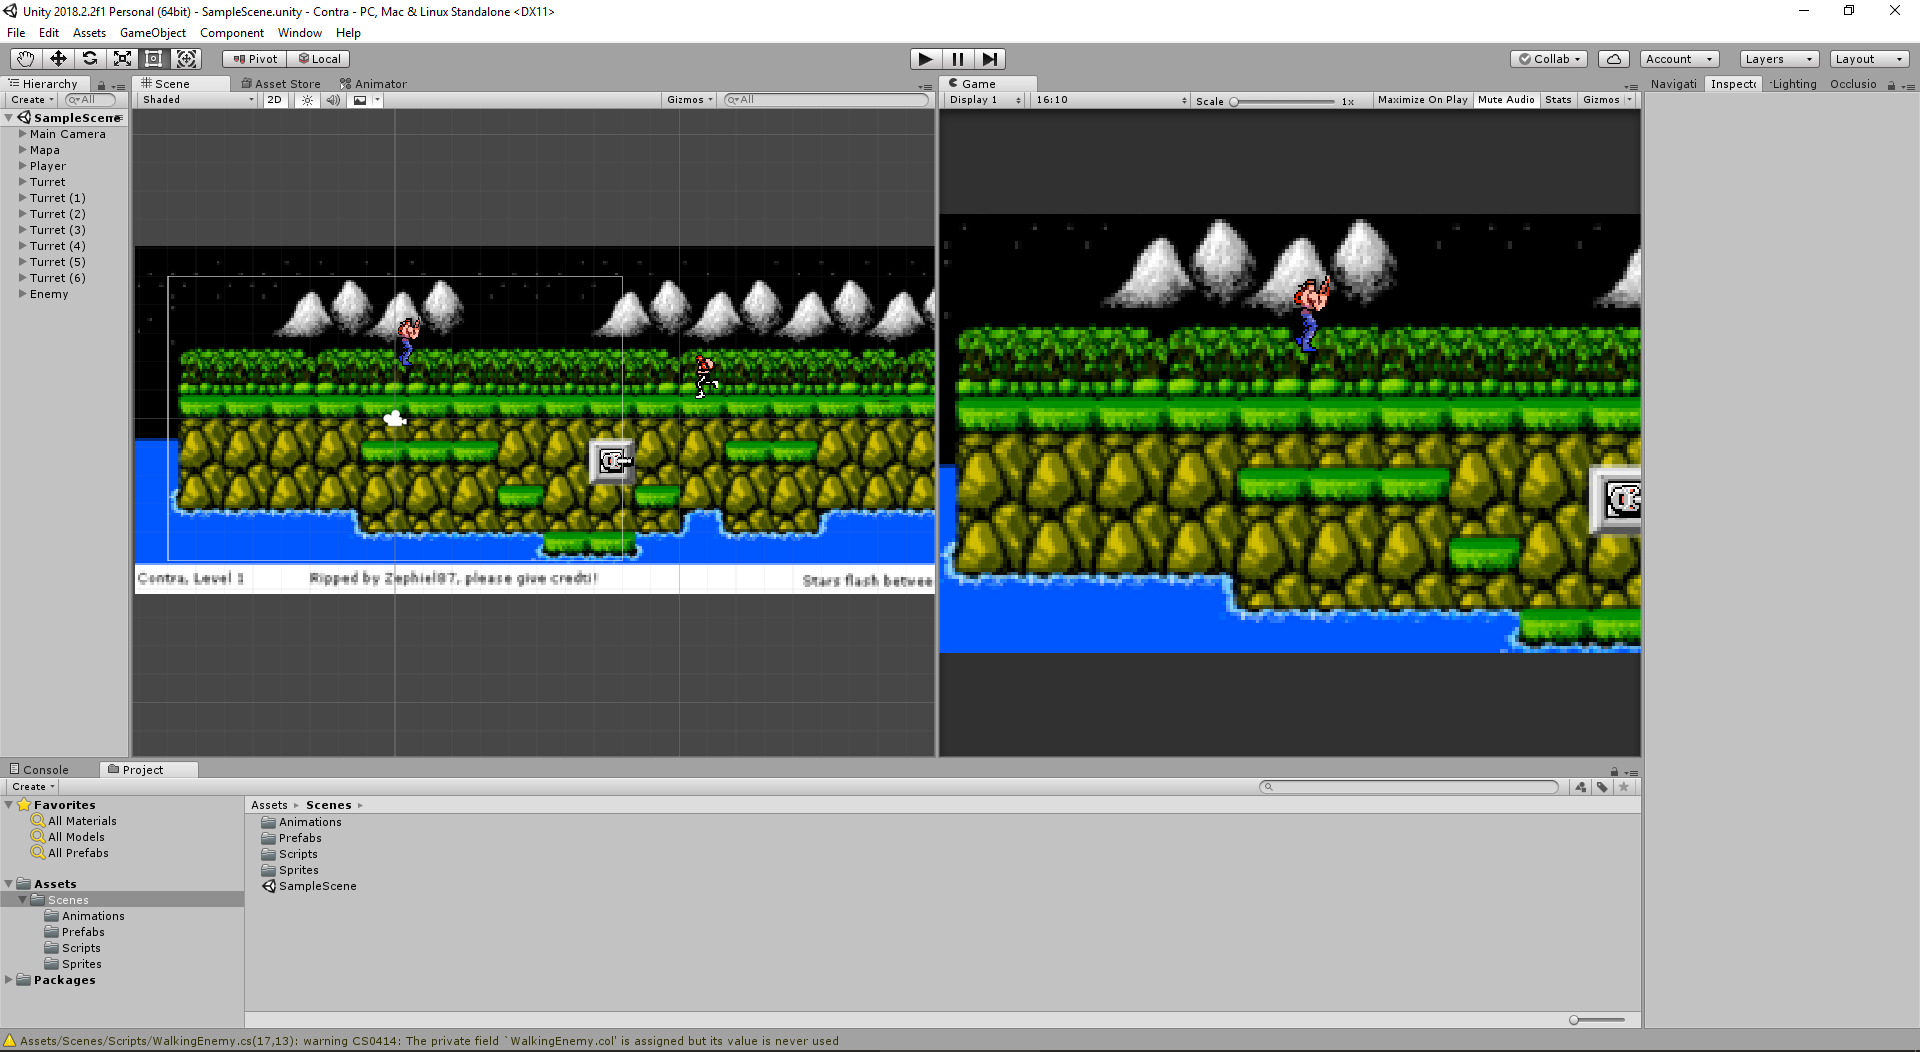 Unity 2018.2.2f1 Personal (64bit) - SampleScene.unity - Contra - PC, Mac & Linux Standalone <DX11>
File Edit Assets GameObject Component Window Help
Pivot Local Collab Account Layers Layout
Hierarchy Scene Asset Store Animator Game Navigati Inspecto Lighting Occlusio
Create All Shaded 2D Gizmos All Display 1 16:10 Scale 1x Maximize On Play Mute Audio Stats Gizmos
SampleScene
Main Camera
Mapa
Player
Turret
Turret (1)
Turret (2)
Turret (3)
Turret (4)
Turret (5)
Turret (6)
Enemy
Contra, Level 1 Ripped by Zephiel87, please give credti! Stars flash betwee
Console Project
Create
Favorites
All Materials
All Models
All Prefabs
Assets
Scenes
Animations
Prefabs
Scripts
Sprites
Packages
Assets Scenes
Animations
Prefabs
Scripts
Sprites
SampleScene
Assets/Scenes/Scripts/WalkingEnemy.cs(17,13): warning CS0414: The private field `WalkingEnemy.col' is assigned but its value is never used